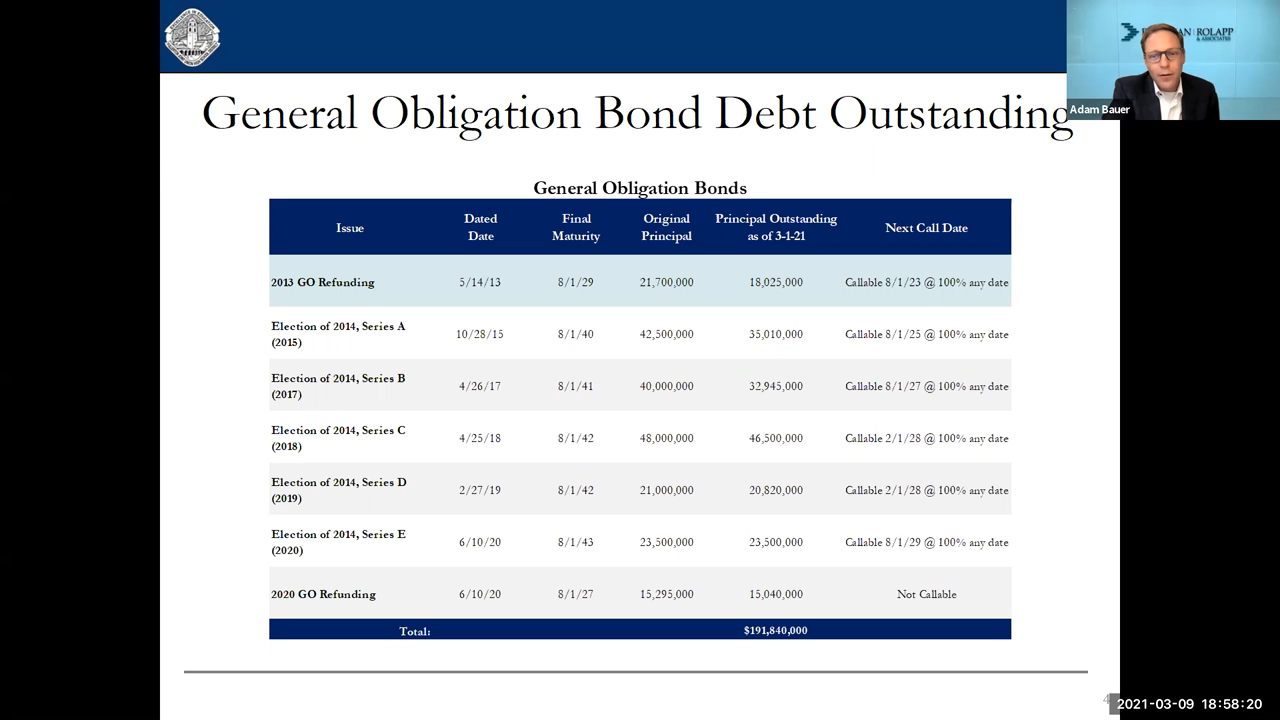 ROLAPP
& ASSOCIATES
Adam Bauer
General Obligation Bond Debt Outstanding
General Obligation Bonds
Issue Dated Date Final Maturity Original Principal Principal Outstanding as of 3-1-21 Next Call Date
2013 GO Refunding 5/14/13 8/1/29 21,700,000 18,025,000 Callable 8/1/23 @ 100% any date
Election of 2014, Series A (2015) 10/28/15 8/1/40 42,500,000 35,010,000 Callable 8/1/25 @ 100% any date
Election of 2014, Series B (2017) 4/26/17 8/1/41 40,000,000 32,945,000 Callable 8/1/27 @ 100% any date
Election of 2014, Series C (2018) 4/25/18 8/1/42 48,000,000 46,500,000 Callable 2/1/28 @ 100% any date
Election of 2014, Series D (2019) 2/27/19 8/1/42 21,000,000 20,820,000 Callable 2/1/28 @ 100% any date
Election of 2014, Series E (2020) 6/10/20 8/1/43 23,500,000 23,500,000 Callable 8/1/29 @ 100% any date
2020 GO Refunding 6/10/20 8/1/27 15,295,000 15,040,000 Not Callable
Total: $191,840,000
4
2021-03-09 18:58:20